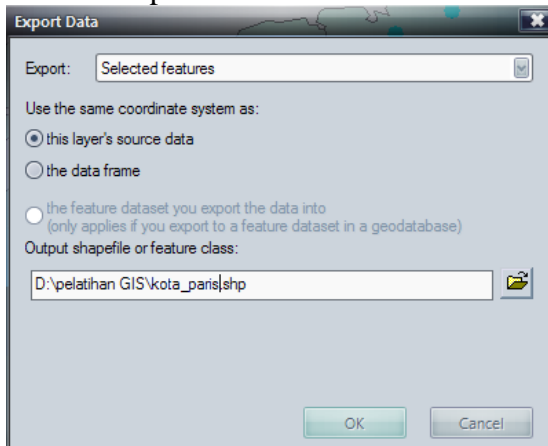 Export Data
Export: Selected features
Use the same coordinate system as:
this layer's source data
the data frame
the feature dataset you export the data into
(only applies if you export to a feature dataset in a geodatabase)
Output shapefile or feature class:
D:\pelatihan GIS\kota_paris.shp
OK Cancel